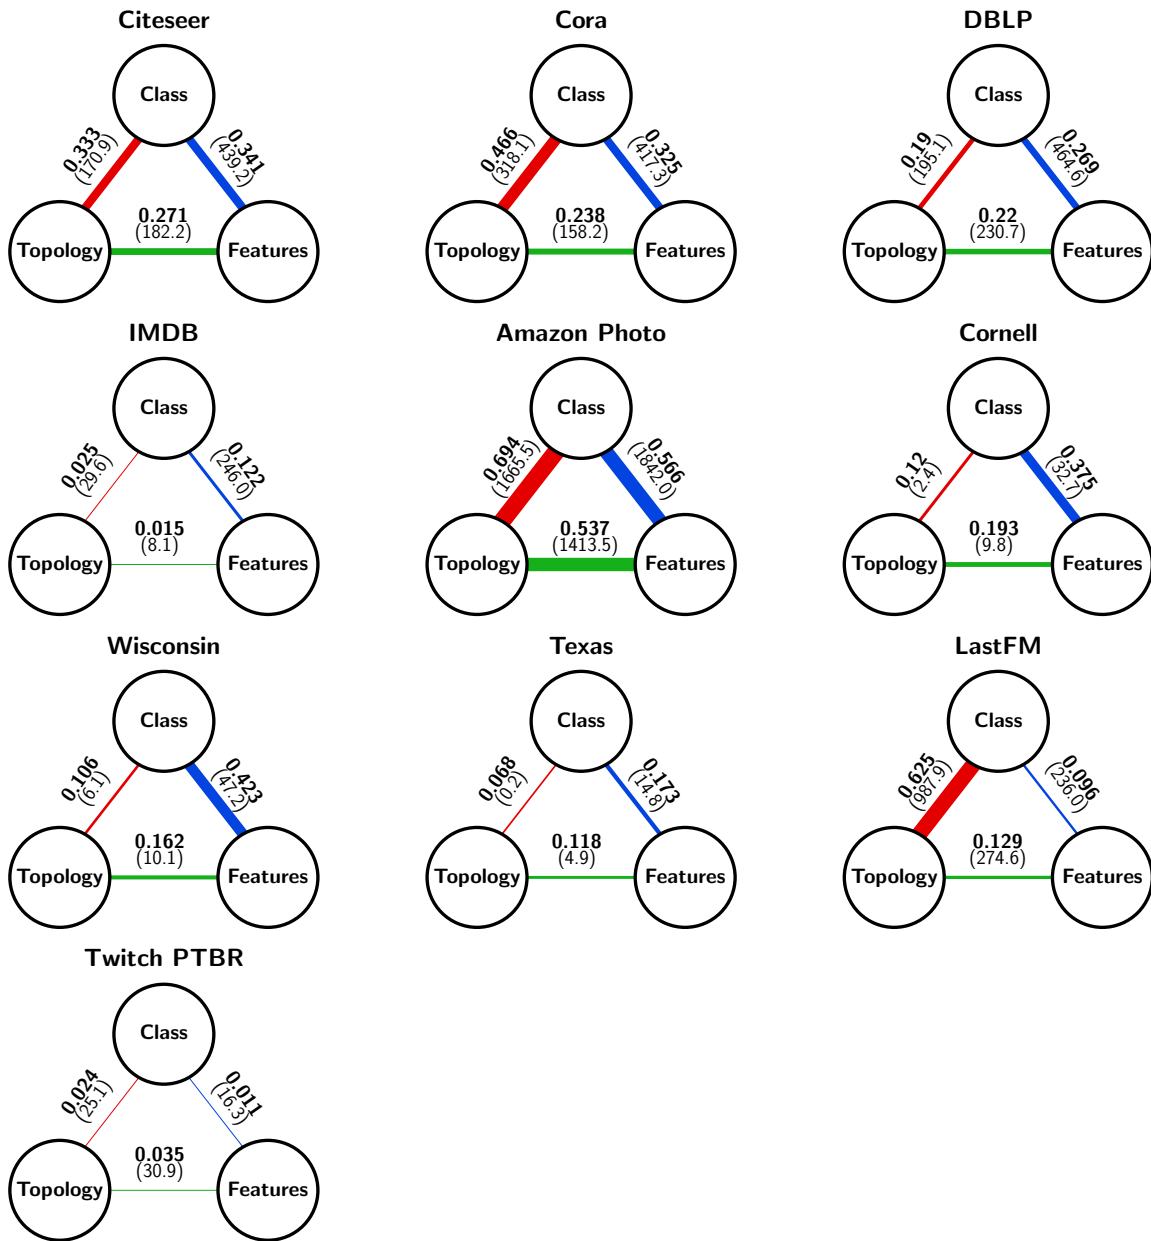 Citeseer
Class
0.333
(170.9)
0.341
(439.2)
0.271
(182.2)
Topology
Features
Cora
Class
0.466
(318.1)
0.325
(417.3)
0.238
(158.2)
Topology
Features
DBLP
Class
0.19
(195.1)
0.269
(464.6)
0.22
(230.7)
Topology
Features
IMDB
Class
0.025
(29.6)
0.122
(246.0)
0.015
(8.1)
Topology
Features
Amazon Photo
Class
0.694
(1665.5)
0.566
(1842.0)
0.537
(1413.5)
Topology
Features
Cornell
Class
0.12
(2.4)
0.375
(32.7)
0.193
(9.8)
Topology
Features
Wisconsin
Class
0.106
(6.1)
0.423
(47.2)
0.162
(10.1)
Topology
Features
Texas
Class
0.068
(0.2)
0.173
(14.8)
0.118
(4.9)
Topology
Features
LastFM
Class
0.625
(987.9)
0.096
(236.0)
0.129
(274.6)
Topology
Features
Twitch PTBR
Class
0.024
(25.1)
0.011
(16.3)
0.035
(30.9)
Topology
Features